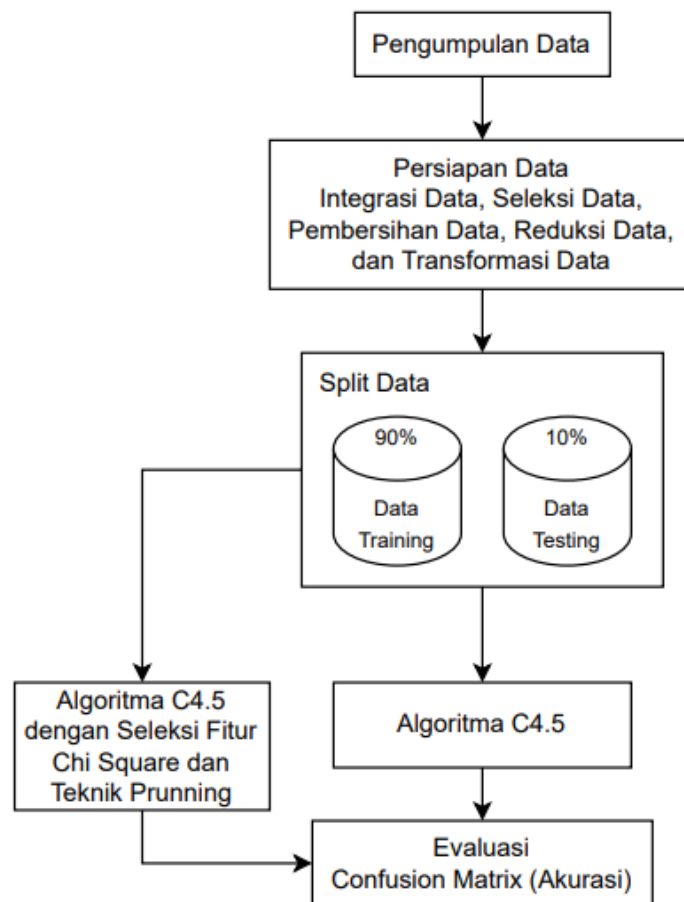 Pengumpulan Data
Persiapan Data
Integrasi Data, Seleksi Data,
Pembersihan Data, Reduksi Data,
dan Transformasi Data
Split Data
90%
Data
Training
10%
Data
Testing
Algoritma C4.5
dengan Seleksi Fitur
Chi Square dan
Teknik Prunning
Algoritma C4.5
Evaluasi
Confusion Matrix (Akurasi)